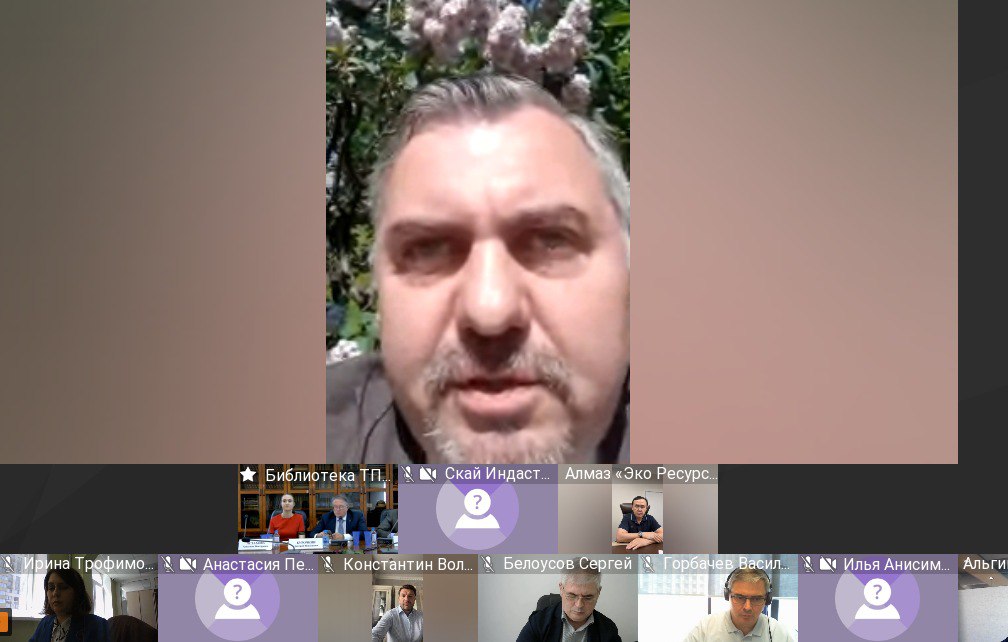 Библиотека ТП...
Скай Индаст...
Алмаз «Эко Ресурс...
Ирина Трофимо...
Анастасия Пе...
Константин Вол...
Белоусов Сергей
Горбачев Васил...
Илья Анисим...
Альги